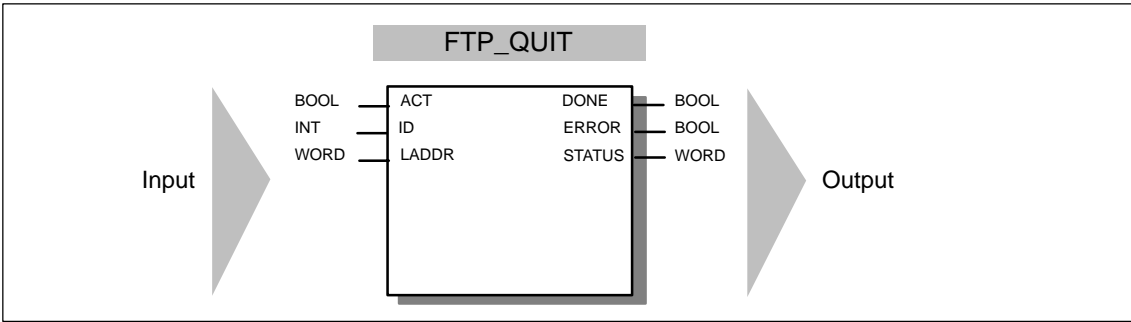 FTP_QUIT
BOOL ACT DONE BOOL
INT ID ERROR BOOL
WORD LADDR STATUS WORD
Input Output